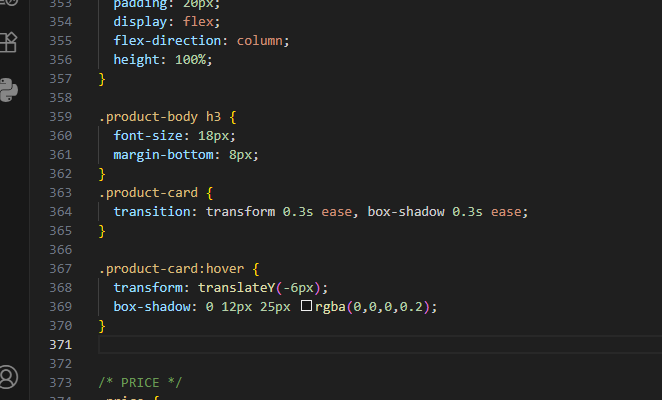 353 padding: 20px;
354 display: flex;
355 flex-direction: column;
356 height: 100%;
357 }
358
359 .product-body h3 {
360 font-size: 18px;
361 margin-bottom: 8px;
362 }
363 .product-card {
364 transition: transform 0.3s ease, box-shadow 0.3s ease;
365 }
366
367 .product-card:hover {
368 transform: translateY(-6px);
369 box-shadow: 0 12px 25px rgba(0,0,0,0.2);
370 }
371
372
373 /* PRICE */
374 .price {